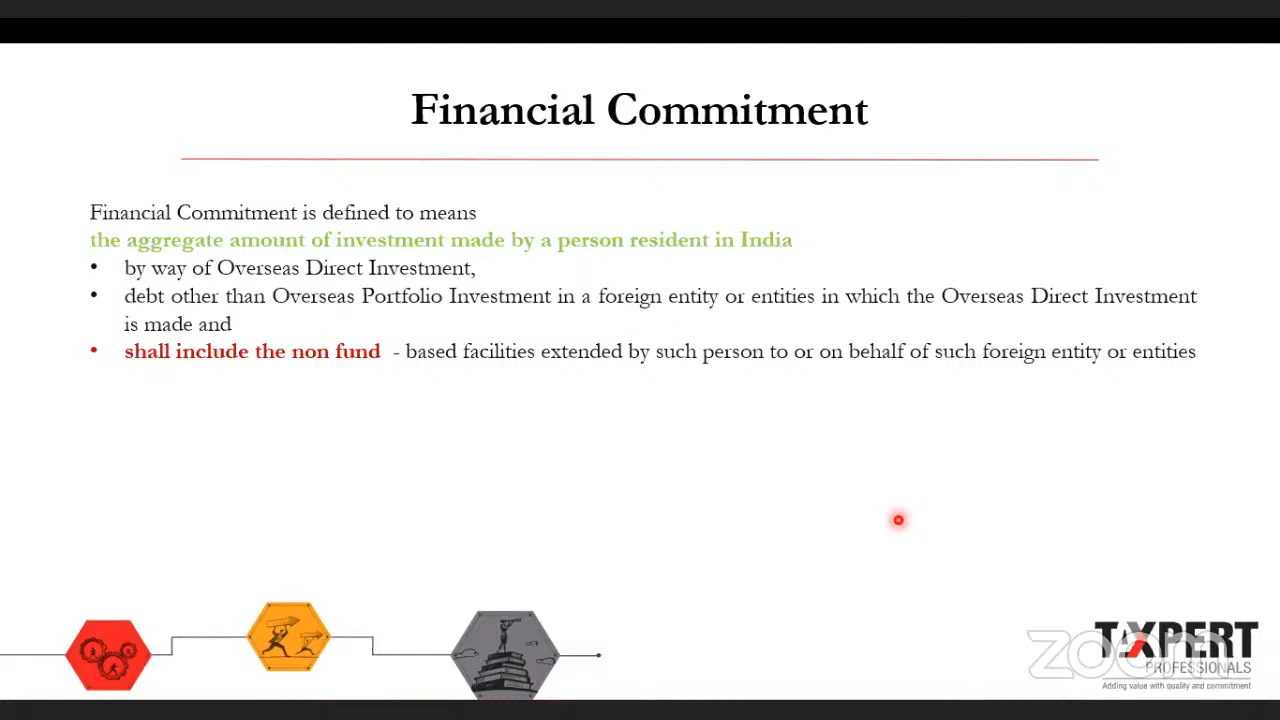 Financial Commitment
Financial Commitment is defined to means
the aggregate amount of investment made by a person resident in India
• by way of Overseas Direct Investment,
• debt other than Overseas Portfolio Investment in a foreign entity or entities in which the Overseas Direct Investment
is made and
• shall include the non fund - based facilities extended by such person to or on behalf of such foreign entity or entities
TAXPERT
zoom
PROFESSIONALS
Adding value with quality and commitment